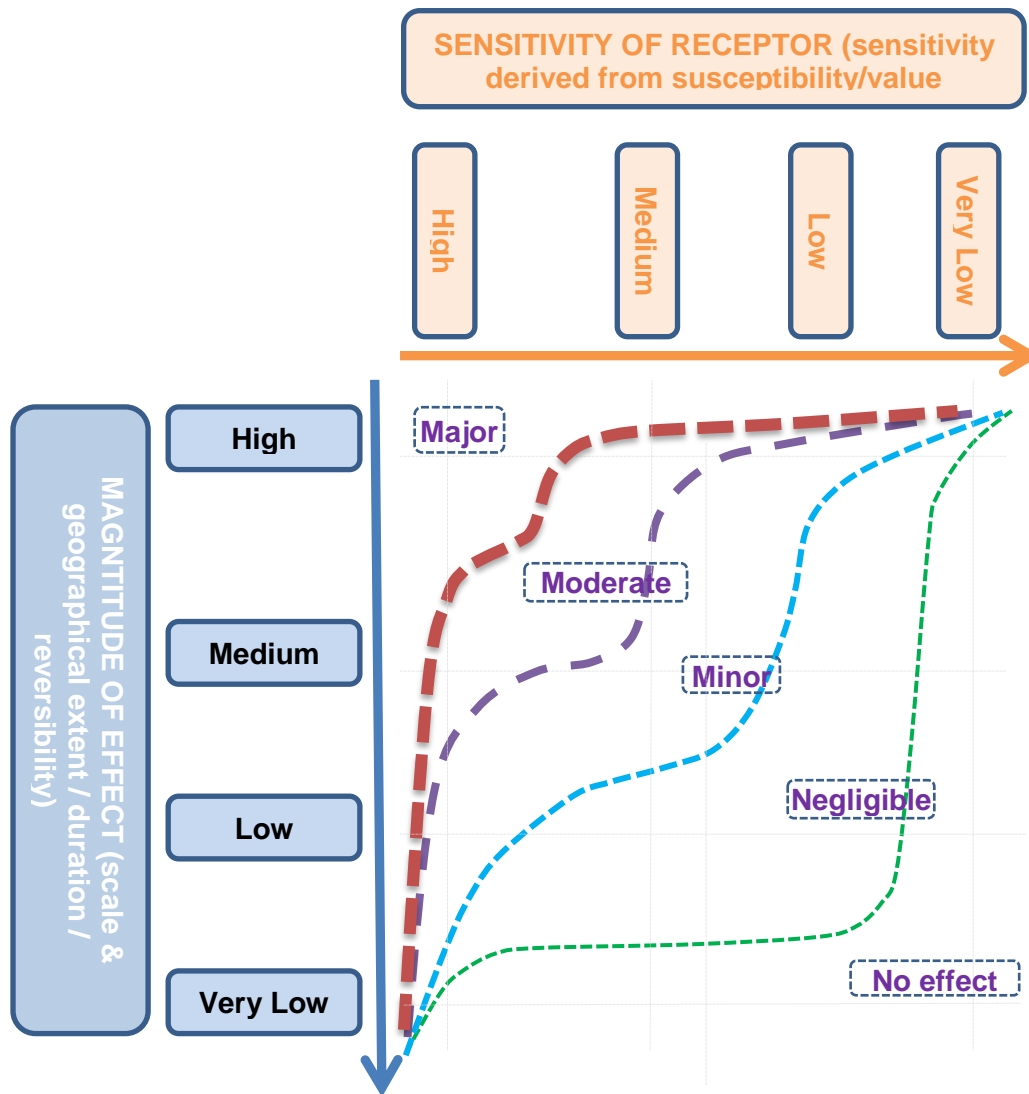 SENSITIVITY OF RECEPTOR (sensitivity
derived from susceptibility/value
High
Medium
Low
Very Low
MAGNTITUDE OF EFFECT (scale &
geographical extent / duration /
reversibility)
High
Medium
Low
Very Low
Major
Moderate
Minor
Negligible
No effect